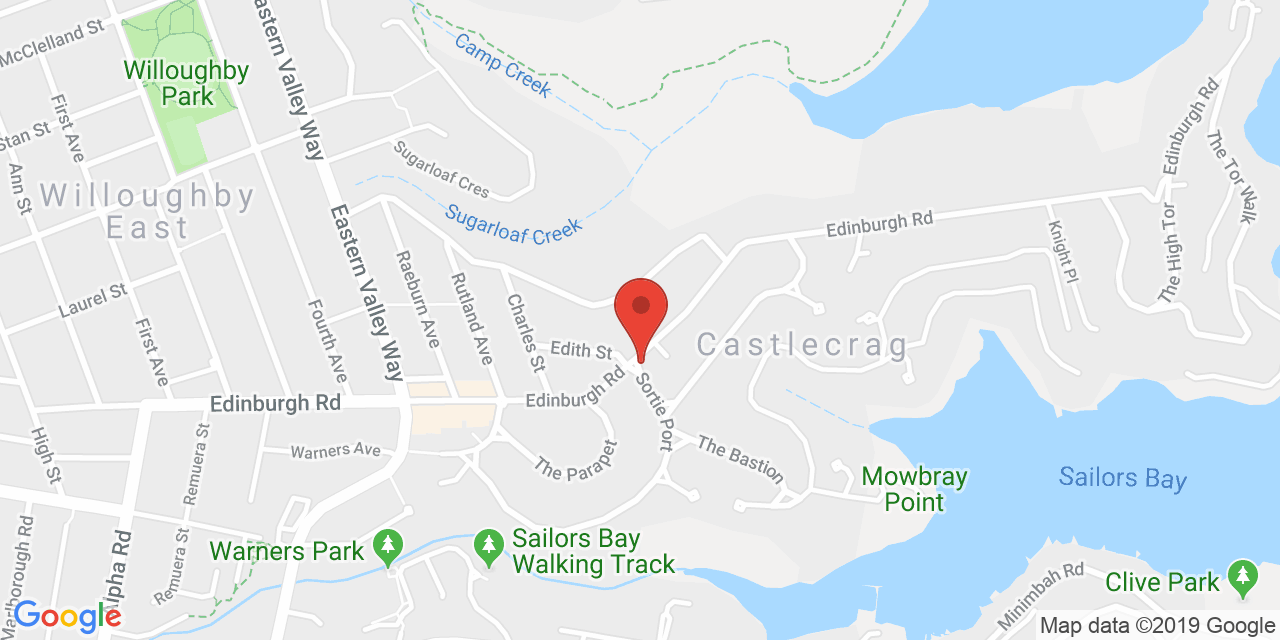 McClelland St
Eastern Valley Way
Camp Creek
Willoughby
Park
First Ave
Stan St
Ann St
Sugarloaf Cres
Edinburgh Rd
The Tor Walk
Willoughby
East
Sugarloaf Creek
Eastern Valley Way
Edinburgh Rd
Knight Pl
The High Tor
Raeburn Ave
Rutland Ave
Laurel St
Charles St
Fourth Ave
First Ave
Edith St
Castlecrag
Edinburgh Rd
Edinburgh Rd
Sortie Port
High St
Remuera St
Warners Ave
The Parapet
The Bastion
Mowbray
Point
Sailors Bay
Marlborough Rd
Alpha Rd
Remuera St
Warners Park
Sailors Bay
Walking Track
Minimbah Rd
Clive Park
Google
Map data ©2019 Google